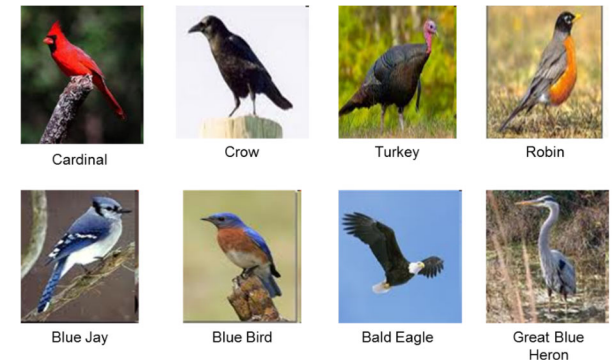 Cardinal
Crow
Turkey
Robin
Blue Jay
Blue Bird
Bald Eagle
Great Blue
Heron